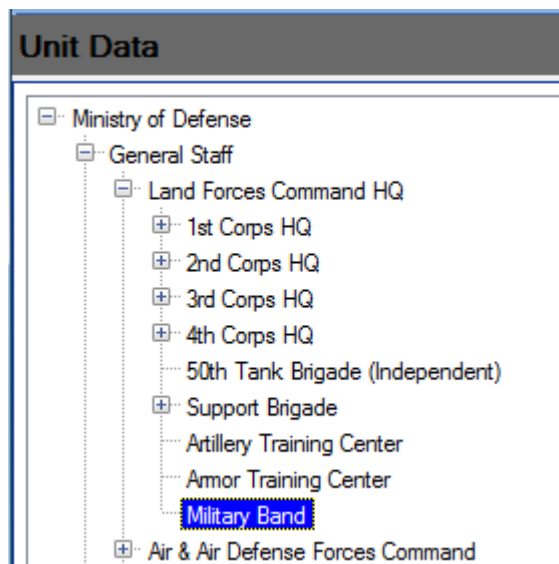 Unit Data
Ministry of Defense
General Staff
Land Forces Command HQ
1st Corps HQ
2nd Corps HQ
3rd Corps HQ
4th Corps HQ
50th Tank Brigade (Independent)
Support Brigade
Artillery Training Center
Armor Training Center
Military Band
Air & Air Defense Forces Command